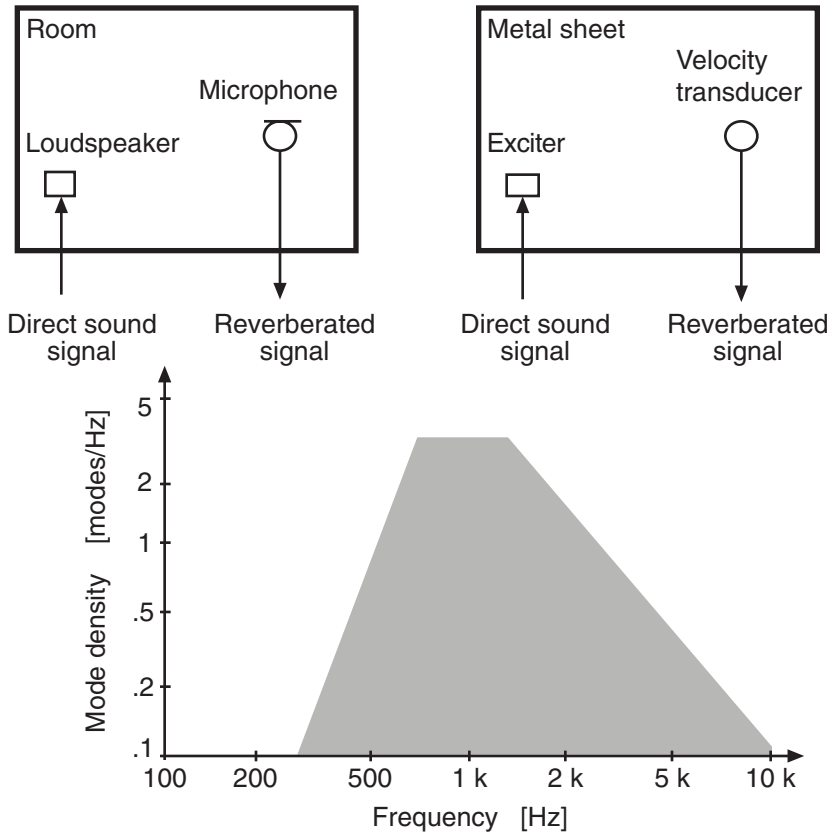 Room
Microphone
Loudspeaker
Direct sound
signal
Reverberated
signal
Metal sheet
Velocity
transducer
Exciter
Direct sound
signal
Reverberated
signal
Mode density [modes/Hz]
5
2
1
.5
.2
.1
100 200 500 1 k 2 k 5 k 10 k
Frequency [Hz]